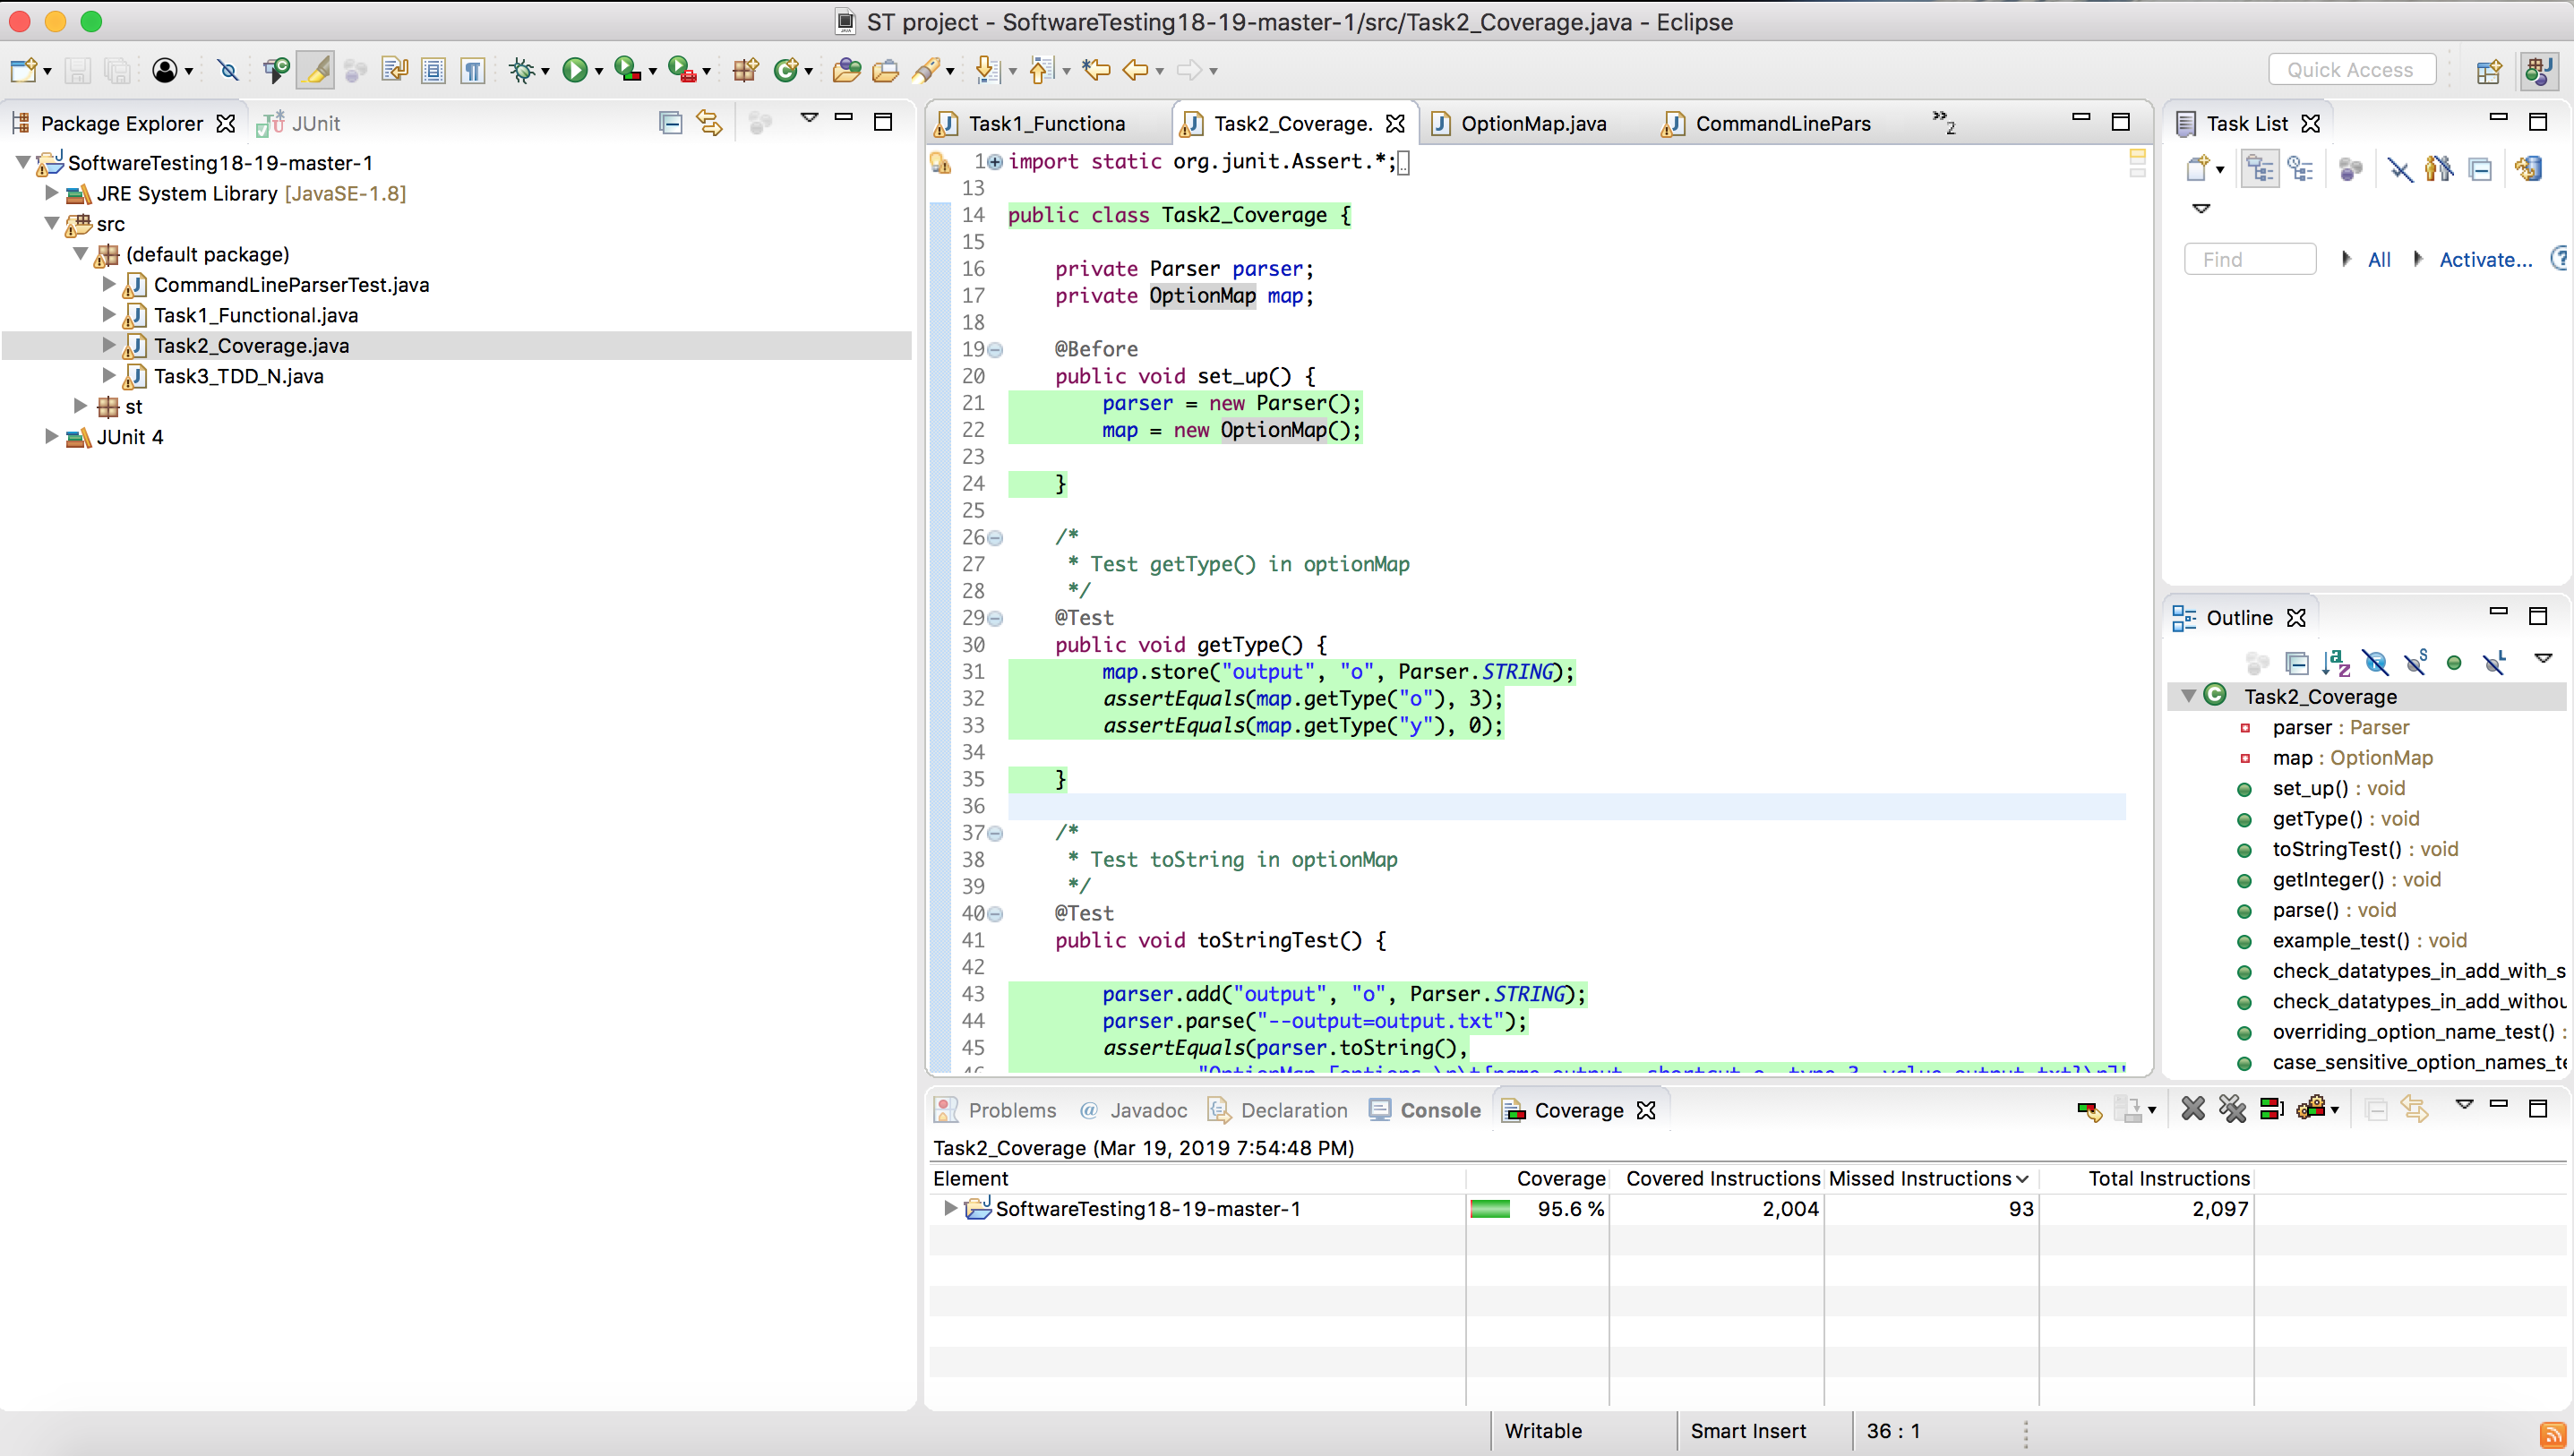 ST project - SoftwareTesting18-19-master-1/src/Task2_Coverage.java - Eclipse
Quick Access
Package Explorer
JUnit
SoftwareTesting18-19-master-1
JRE System Library [JavaSE-1.8]
src
(default package)
CommandLineParserTest.java
Task1_Functional.java
Task2_Coverage.java
Task3_TDD_N.java
st
JUnit 4
Task1_Functiona
Task2_Coverage.
OptionMap.java
CommandLinePars
»2
1 import static org.junit.Assert.*;
13
14 public class Task2_Coverage {
15
16 private Parser parser;
17 private OptionMap map;
18
19 @Before
20 public void set_up() {
21 parser = new Parser();
22 map = new OptionMap();
23
24 }
25
26 /*
27 * Test getType() in optionMap
28 */
29 @Test
30 public void getType() {
31 map.store("output", "o", Parser.STRING);
32 assertEquals(map.getType("o"), 3);
33 assertEquals(map.getType("y"), 0);
34
35 }
36
37 /*
38 * Test toString in optionMap
39 */
40 @Test
41 public void toStringTest() {
42
43 parser.add("output", "o", Parser.STRING);
44 parser.parse("--output=output.txt");
45 assertEquals(parser.toString(),
Task List
Find
All
Activate...
Outline
Task2_Coverage
parser : Parser
map : OptionMap
set_up() : void
getType() : void
toStringTest() : void
getInteger() : void
parse() : void
example_test() : void
check_datatypes_in_add_with_s
check_datatypes_in_add_withou
overriding_option_name_test() :
case_sensitive_option_names_te
Problems
@ Javadoc
Declaration
Console
Coverage
Task2_Coverage (Mar 19, 2019 7:54:48 PM)
Element Coverage Covered Instructions Missed Instructions Total Instructions
SoftwareTesting18-19-master-1 95.6 % 2,004 93 2,097
Writable
Smart Insert
36 : 1